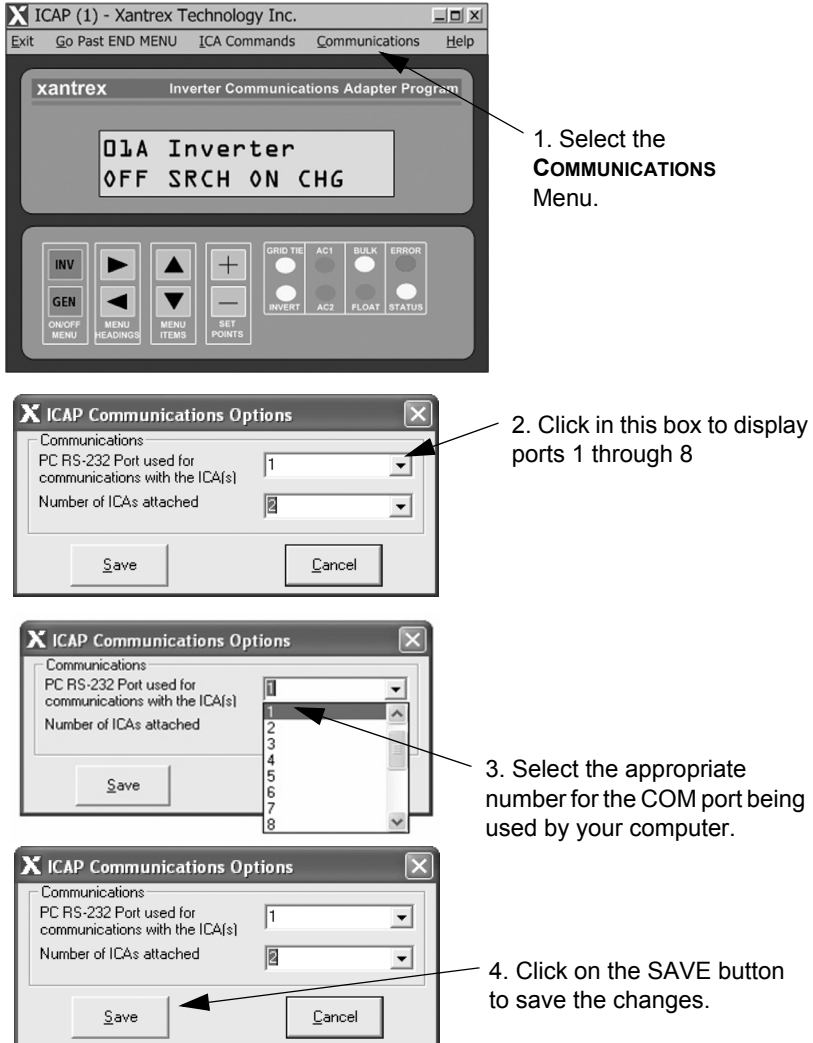 X ICAP (1) - Xantrex Technology Inc.
Exit Go Past END MENU ICA Commands Communications Help
xantrex Inverter Communications Adapter Program
01A Inverter
OFF SRCH ON CHG
1. Select the
COMMUNICATIONS
Menu.
INV
GEN
ON/OFF
MENU
MENU
HEADINGS
MENU
ITEMS
SET
POINTS
GRID TIE AC1 BULK ERROR
INVERT AC2 FLOAT STATUS
X ICAP Communications Options
Communications
PC RS-232 Port used for
communications with the ICA(s)
1
Number of ICAs attached
2
Save Cancel
2. Click in this box to display
ports 1 through 8
X ICAP Communications Options
Communications
PC RS-232 Port used for
communications with the ICA(s)
1
Number of ICAs attached
1
2
3
4
5
6
7
8
Save
3. Select the appropriate
number for the COM port being
used by your computer.
X ICAP Communications Options
Communications
PC RS-232 Port used for
communications with the ICA(s)
1
Number of ICAs attached
2
Save Cancel
4. Click on the SAVE button
to save the changes.